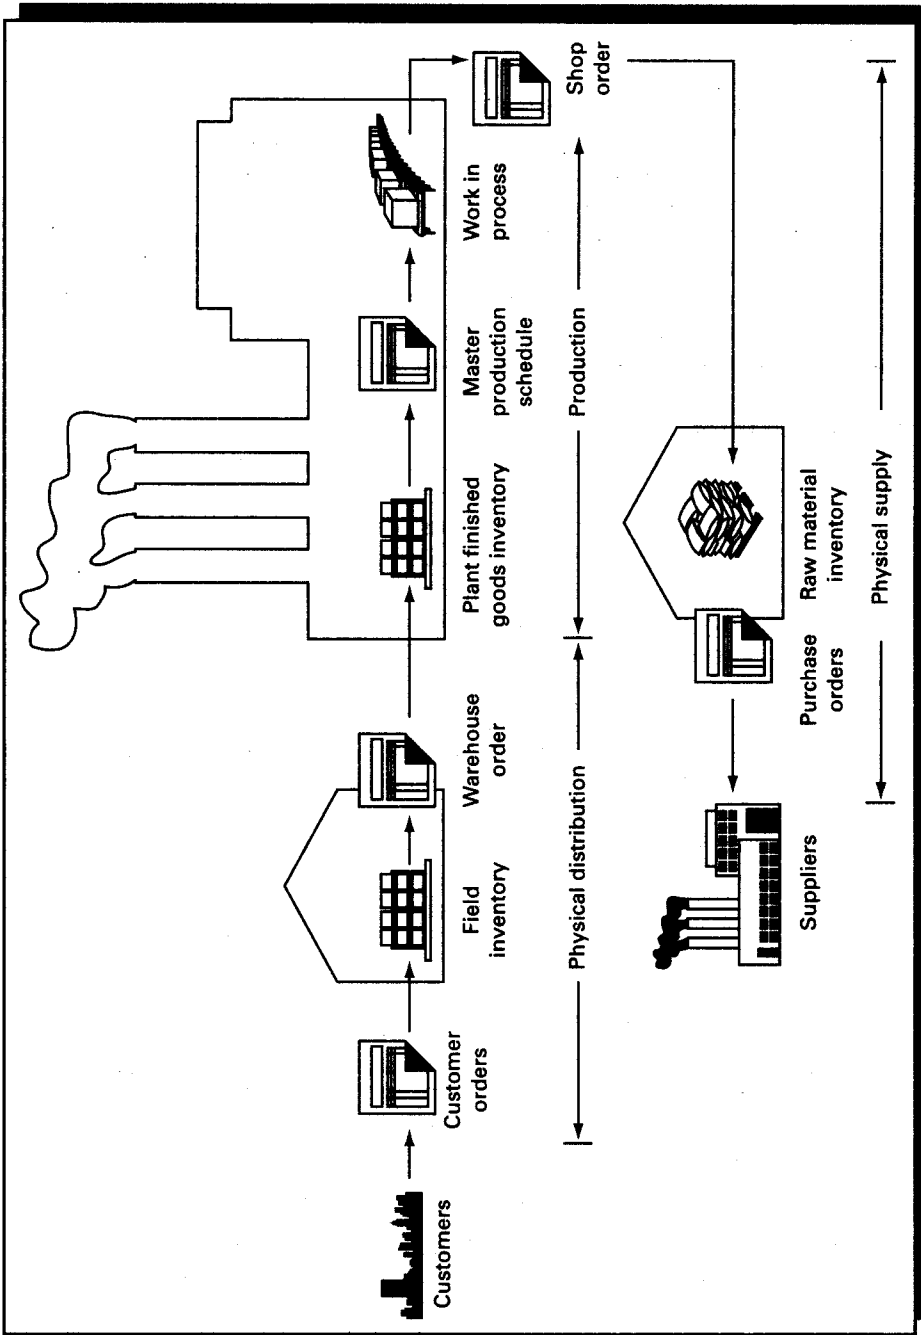 Customers
Customer
orders
Field
inventory
Warehouse
order
Plant finished
goods inventory
Master
production
schedule
Work in
process
Shop
order
Physical distribution
Production
Suppliers
Purchase
orders
Raw material
inventory
Physical supply